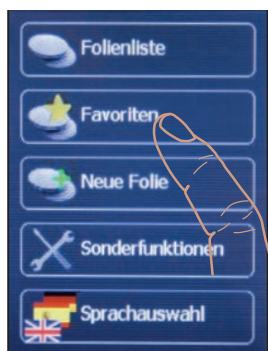 Folienliste
Favoriten
Neue Folie
Sonderfunktionen
Sprachauswahl